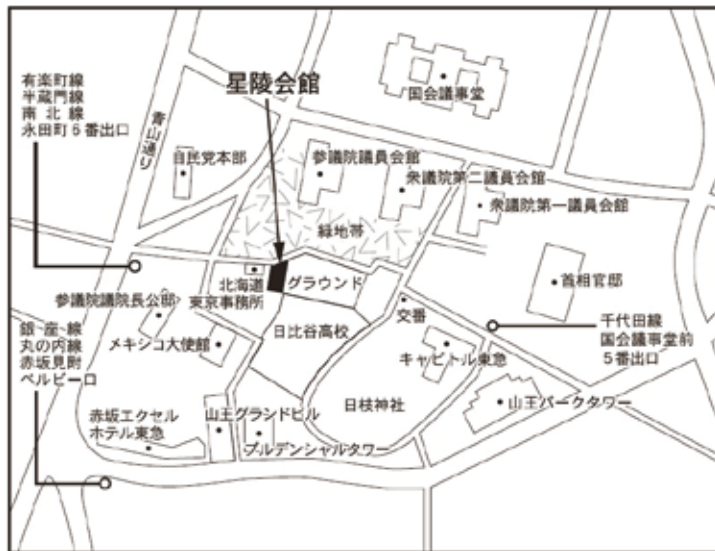 有楽町線
半蔵門線
南北線
永田町5番出口
青山通り
星陵会館
国会議事堂
自民党本部
参議院議員会館
衆議院第二議員会館
衆議院第一議員会館
緑地帯
北海道
東京事務所
グラウンド
首相官邸
参議院議院長公邸
交番
千代田線
国会議事堂前
5番出口
銀座線
丸の内線
赤坂見附
ベルビー口
メキシコ大使館
日比谷高校
キャピトル東急
日枝神社
山王パークタワー
赤坂エクセル
ホテル東急
山王グランドビル
プルデンシャルタワー